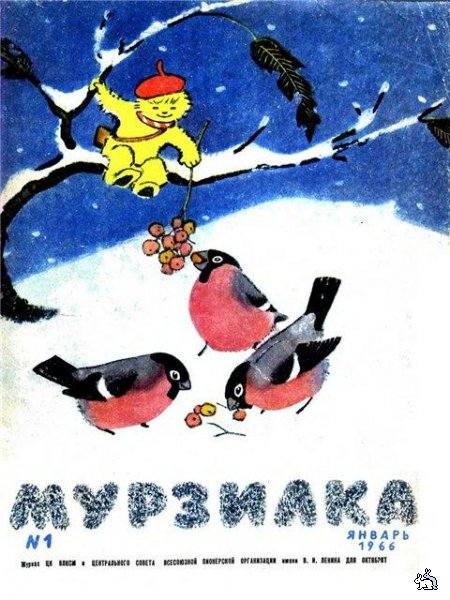 МУРЗИЛКА
№1
ЯНВАРЬ
1966
Журнал ЦК ВЛКСМ и ЦЕНТРАЛЬНОГО СОВЕТА ВСЕСОЮЗНОЙ ПИОНЕРСКОЙ ОРГАНИЗАЦИИ имени В. И. ЛЕНИНА ДЛЯ ОКТЯБРЯТ